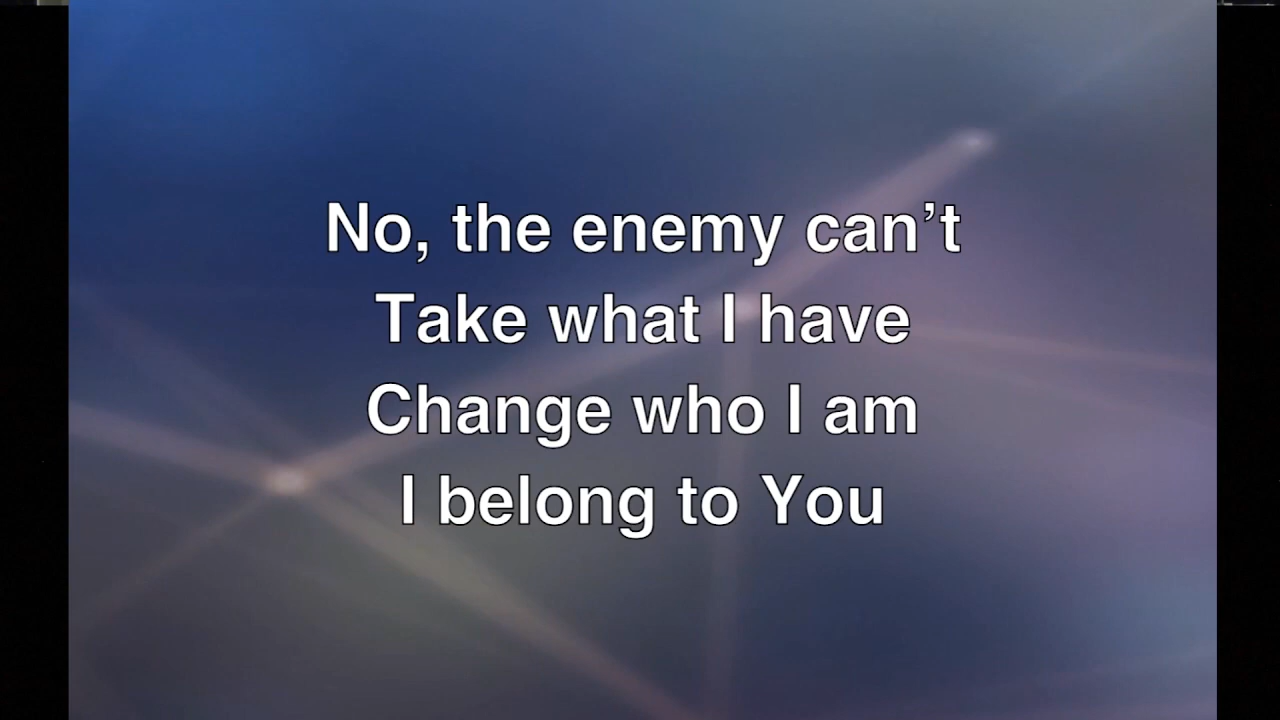 No, the enemy can’t
Take what I have
Change who I am
I belong to You